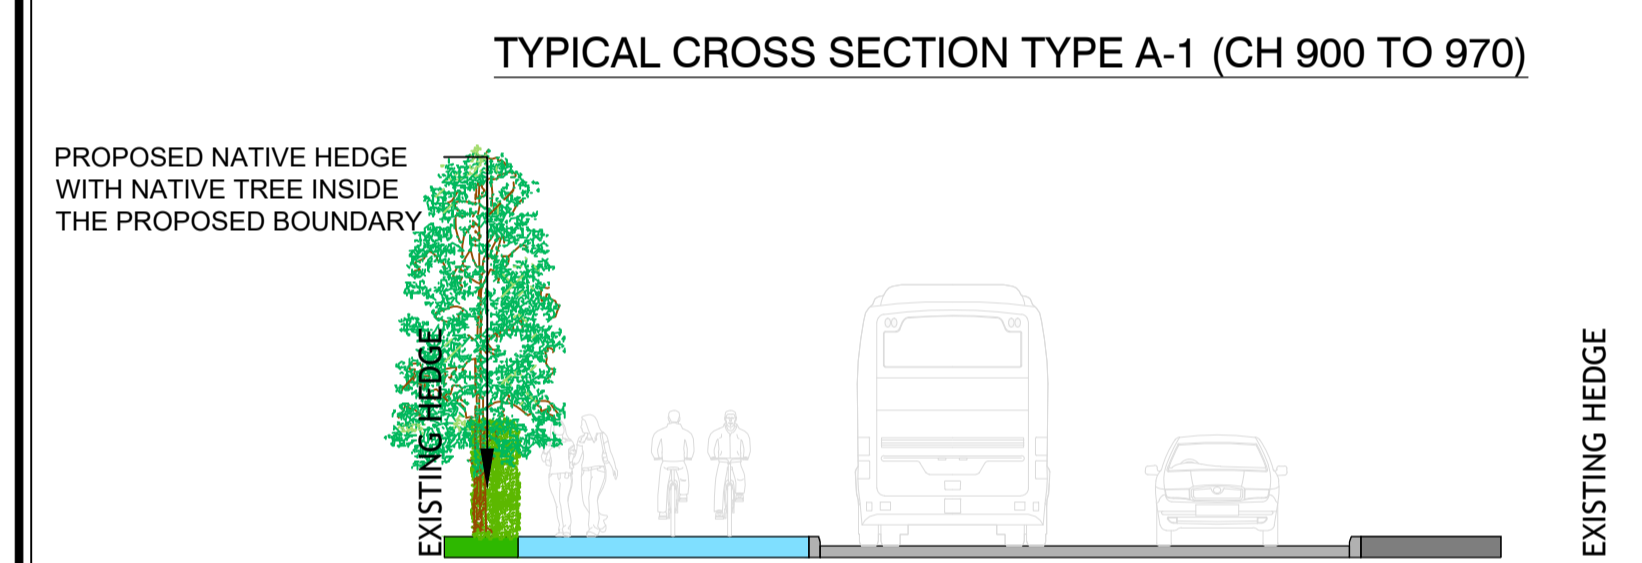 TYPICAL CROSS SECTION TYPE A-1 (CH 900 TO 970)
PROPOSED NATIVE HEDGE
WITH NATIVE TREE INSIDE
THE PROPOSED BOUNDARY
EXISTING HEDGE
EXISTING HEDGE